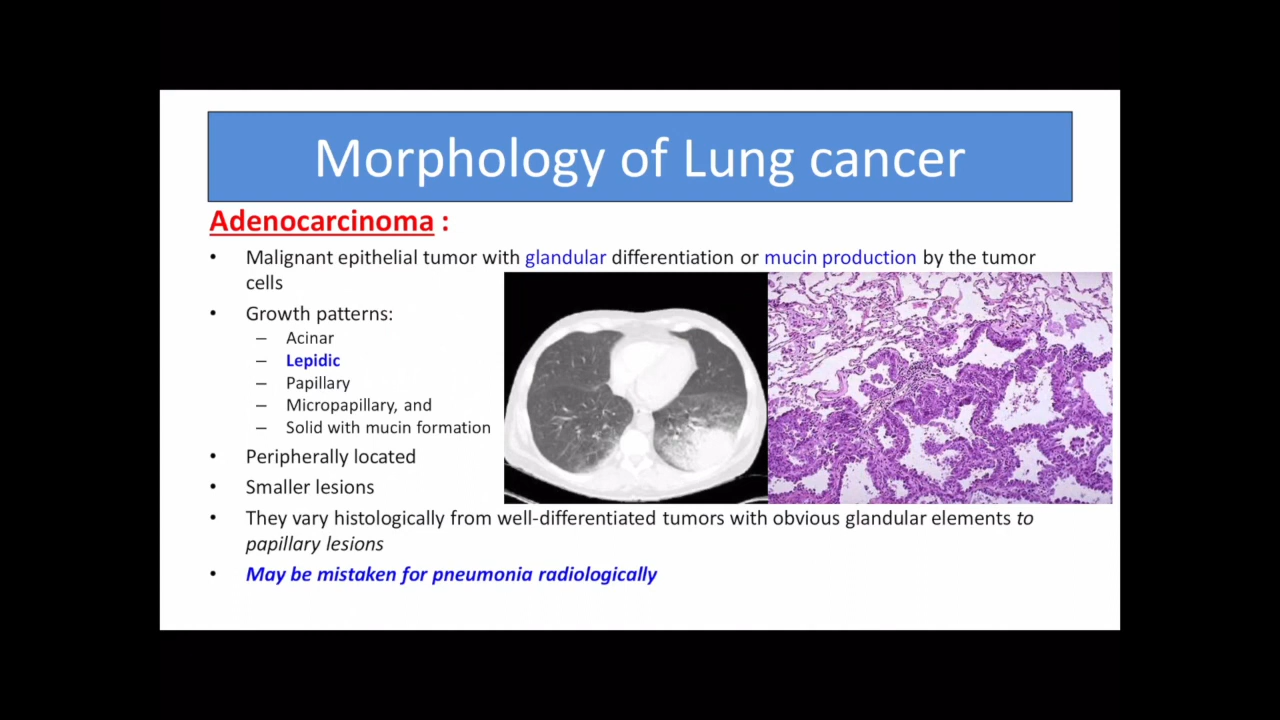 Morphology of Lung cancer
Adenocarcinoma :
• Malignant epithelial tumor with glandular differentiation or mucin production by the tumor
cells
• Growth patterns:
– Acinar
– Lepidic
– Papillary
– Micropapillary, and
– Solid with mucin formation
• Peripherally located
• Smaller lesions
• They vary histologically from well-differentiated tumors with obvious glandular elements to
papillary lesions
• May be mistaken for pneumonia radiologically